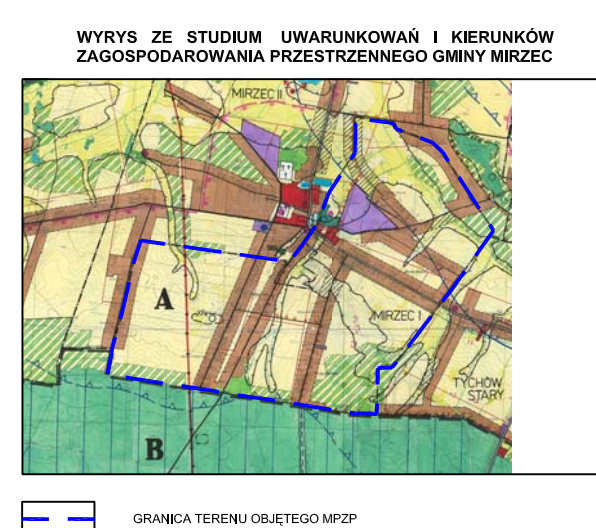 WYRYS ZE STUDIUM UWARUNKOWAŃ I KIERUNKÓW
ZAGOSPODAROWANIA PRZESTRZENNEGO GMINY MIRZEC
MIRZEC II
A
MIRZEC I
TYCHÓW
STARY
B
GRANICA TERENU OBJĘTEGO MPZP